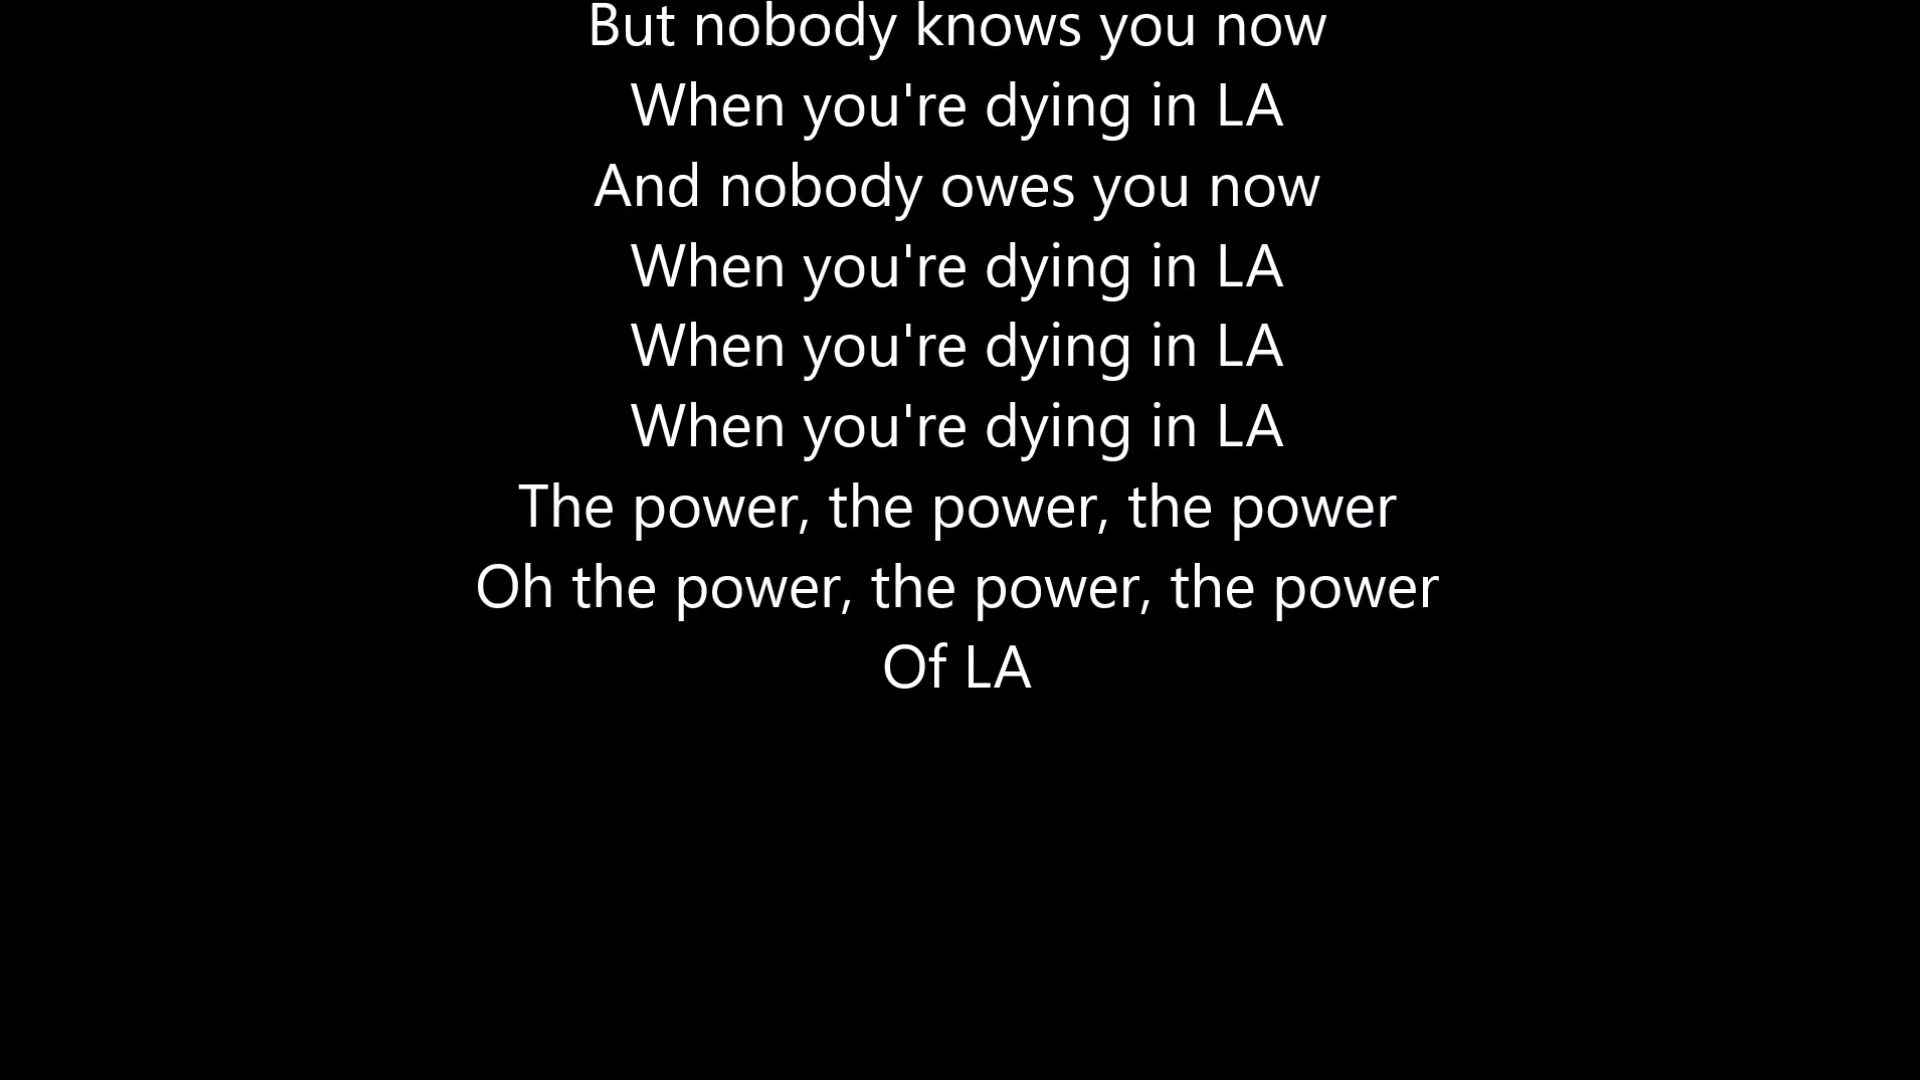 But nobody knows you now
When you're dying in LA
And nobody owes you now
When you're dying in LA
When you're dying in LA
When you're dying in LA
The power, the power, the power
Oh the power, the power, the power
Of LA